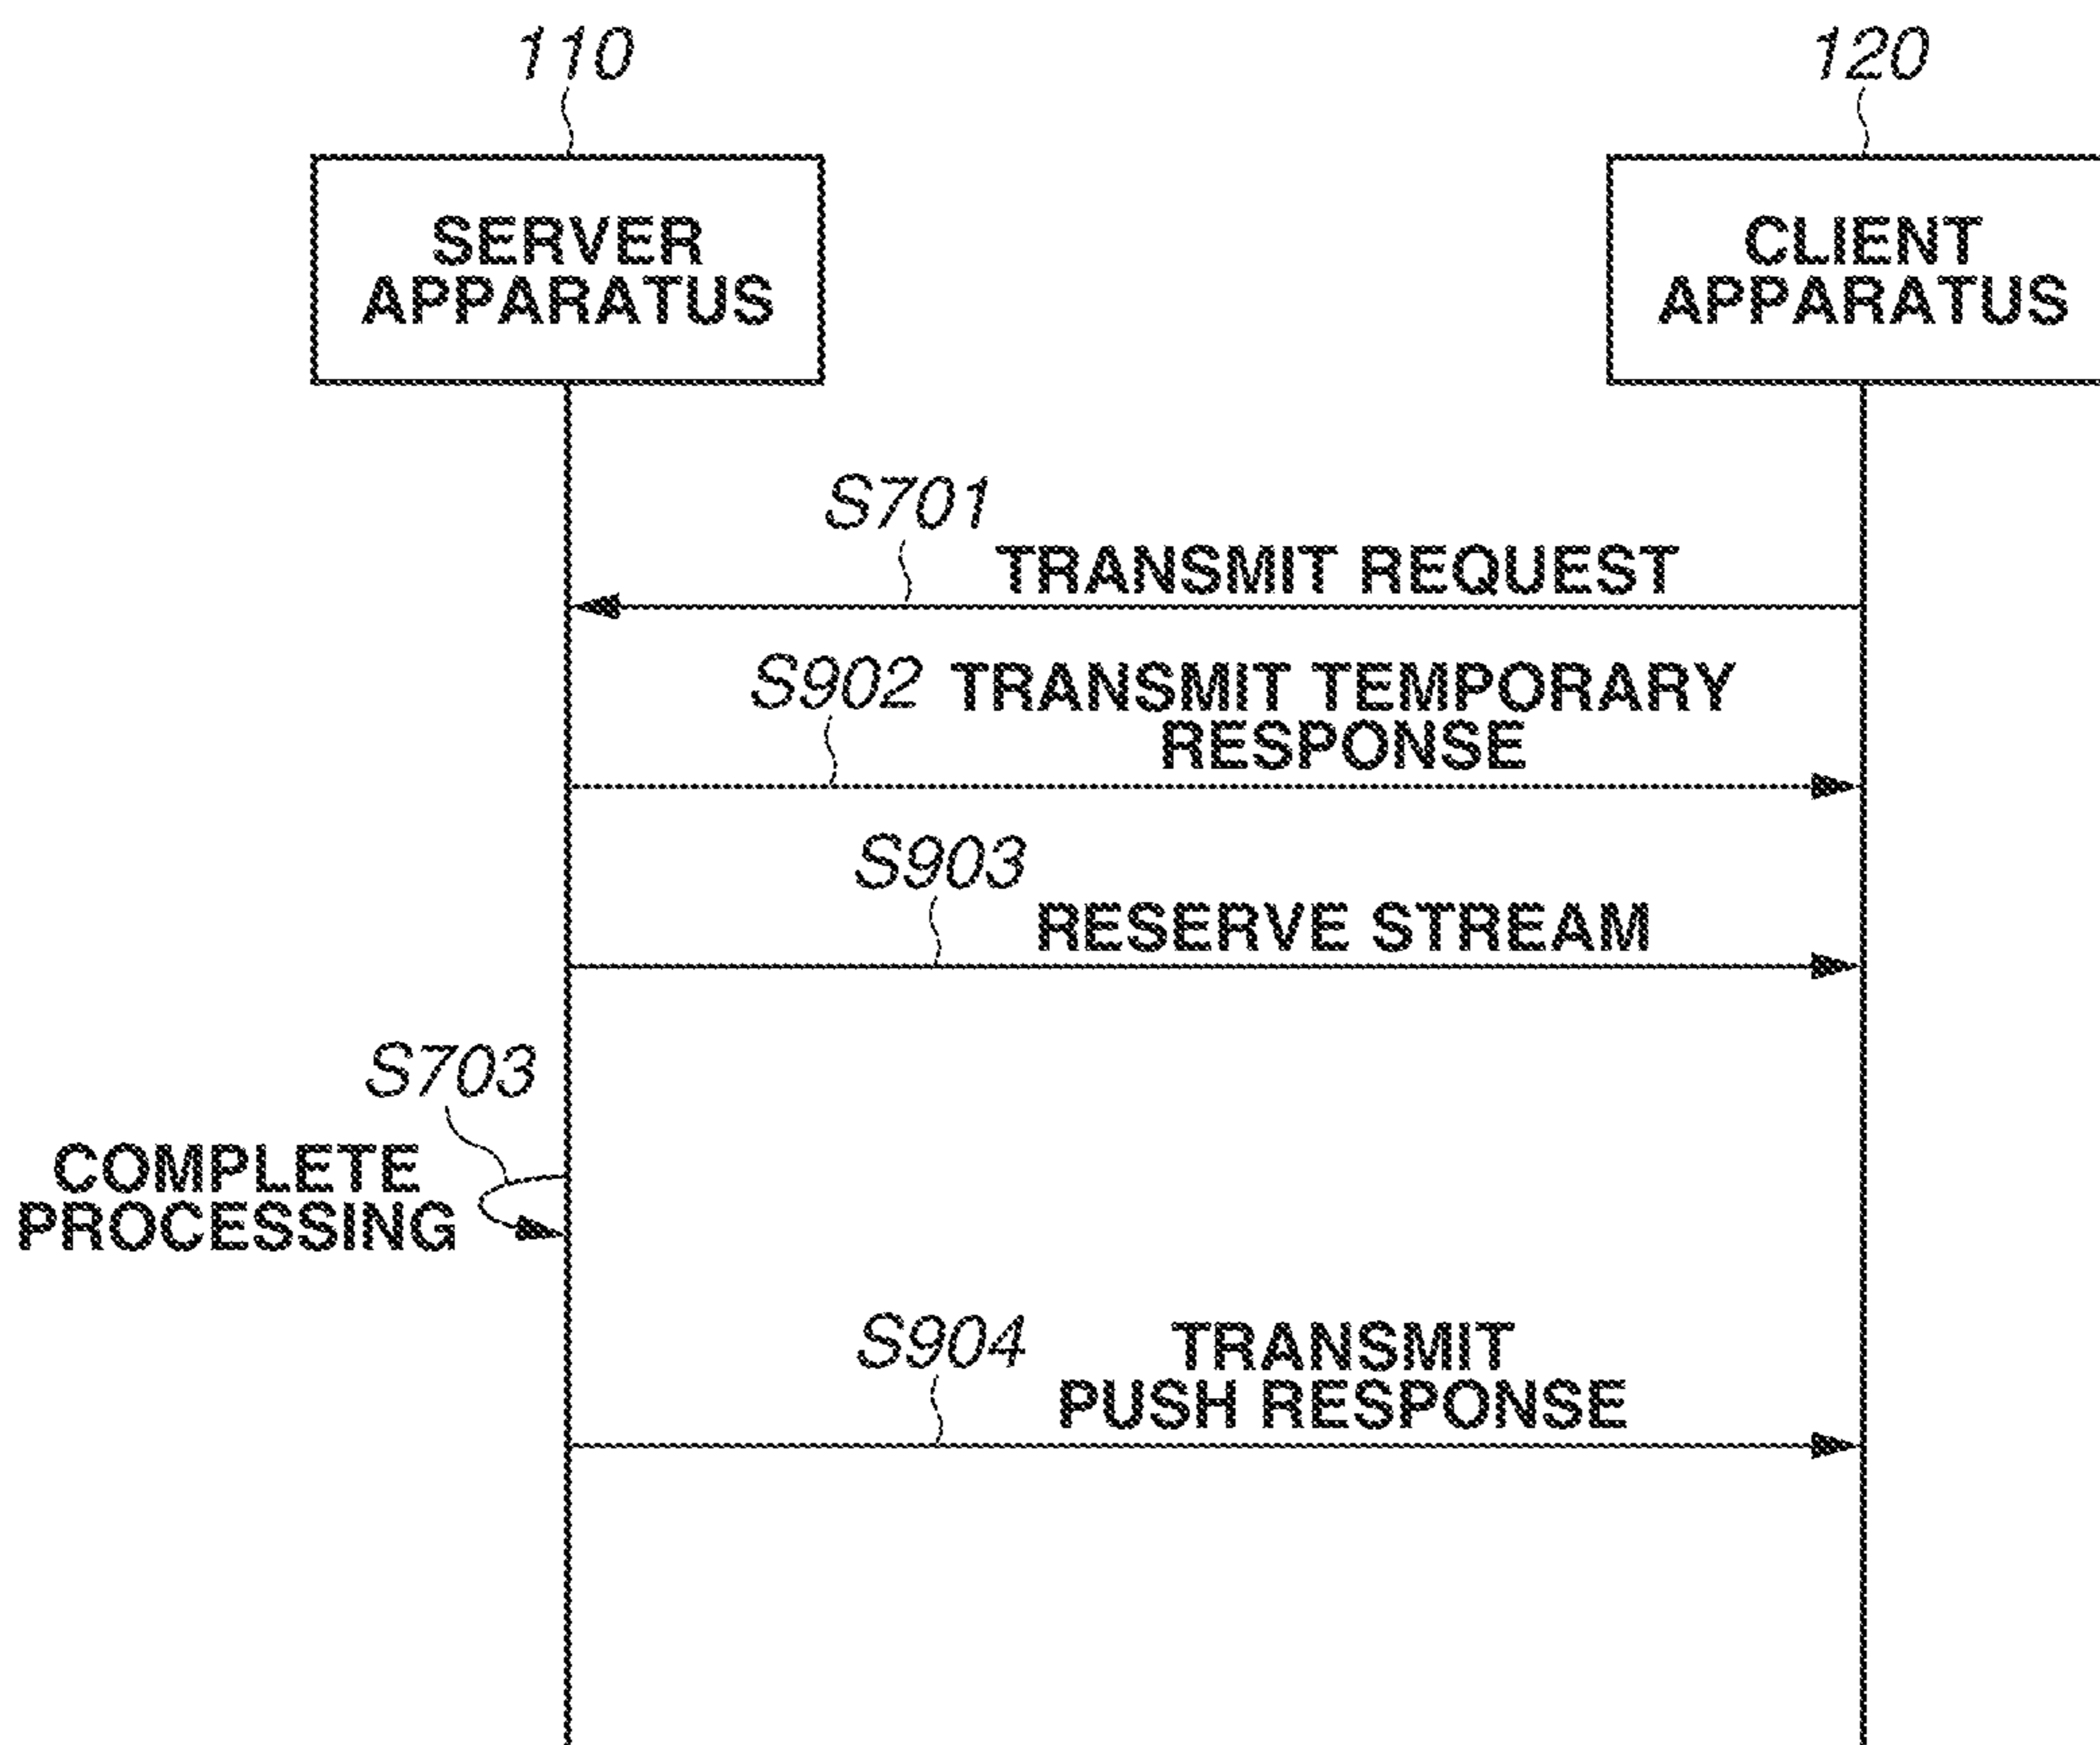 110
120
SERVER
APPARATUS
CLIENT
APPARATUS
S701
TRANSMIT REQUEST
S902 TRANSMIT TEMPORARY
RESPONSE
S903
RESERVE STREAM
S703
COMPLETE
PROCESSING
S904
TRANSMIT
PUSH RESPONSE